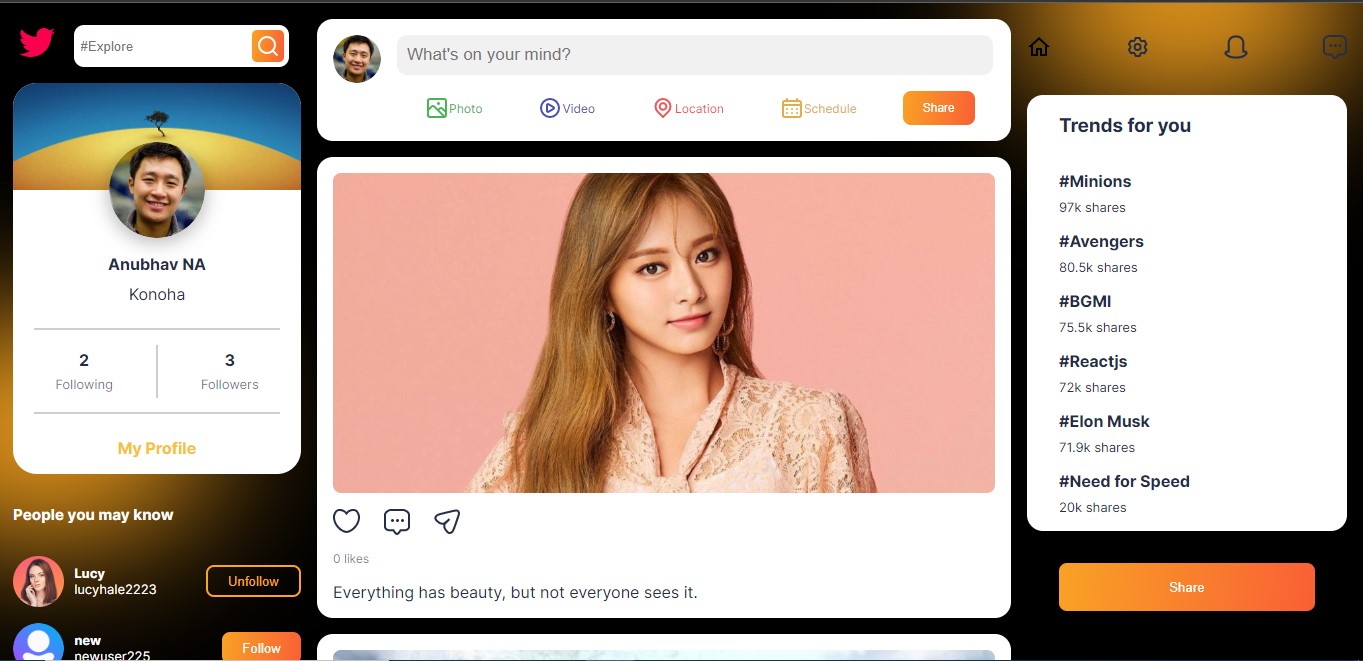 #Explore
Anubhav NA
Konoha
2
Following
3
Followers
My Profile
People you may know
Lucy
lucyhale2223
Unfollow
new
newuser225
Follow
What's on your mind?
Photo
Video
Location
Schedule
Share
0 likes
Everything has beauty, but not everyone sees it.
Trends for you
#Minions
97k shares
#Avengers
80.5k shares
#BGMI
75.5k shares
#Reactjs
72k shares
#Elon Musk
71.9k shares
#Need for Speed
20k shares
Share